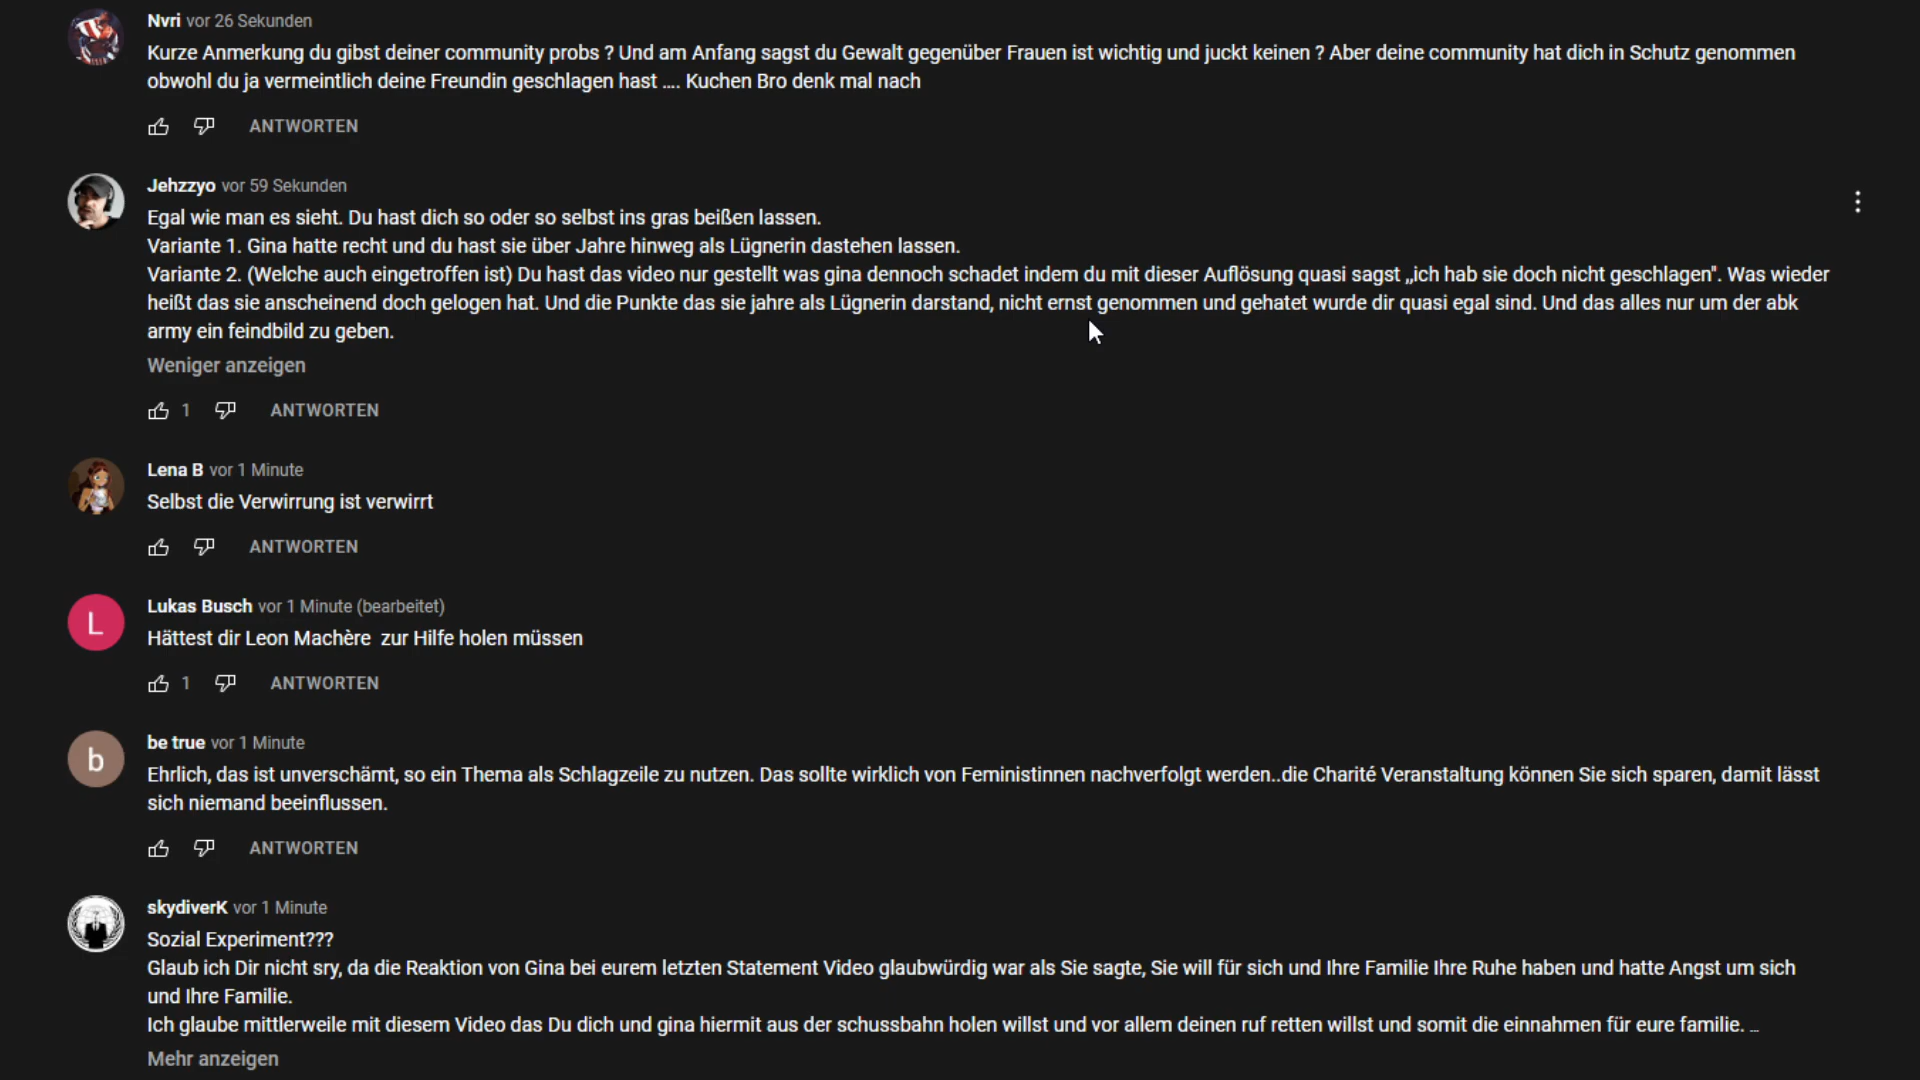 Nvri vor 26 Sekunden
Kurze Anmerkung du gibst deiner community probs ? Und am Anfang sagst du Gewalt gegenüber Frauen ist wichtig und juckt keinen ? Aber deine community hat dich in Schutz genommen
obwohl du ja vermeintlich deine Freundin geschlagen hast .... Kuchen Bro denk mal nach
ANTWORTEN
Jehzzyo vor 59 Sekunden
Egal wie man es sieht. Du hast dich so oder so selbst ins gras beißen lassen.
Variante 1. Gina hatte recht und du hast sie über Jahre hinweg als Lügnerin dastehen lassen.
Variante 2. (Welche auch eingetroffen ist) Du hast das video nur gestellt was gina dennoch schadet indem du mit dieser Auflösung quasi sagst „ich hab sie doch nicht geschlagen". Was wieder
heißt das sie anscheinend doch gelogen hat. Und die Punkte das sie jahre als Lügnerin darstand, nicht ernst genommen und gehatet wurde dir quasi egal sind. Und das alles nur um der abk
army ein feindbild zu geben.
Weniger anzeigen
1 ANTWORTEN
Lena B vor 1 Minute
Selbst die Verwirrung ist verwirrt
ANTWORTEN
L
Lukas Busch vor 1 Minute (bearbeitet)
Hättest dir Leon Machère zur Hilfe holen müssen
1 ANTWORTEN
b
be true vor 1 Minute
Ehrlich, das ist unverschämt, so ein Thema als Schlagzeile zu nutzen. Das sollte wirklich von Feministinnen nachverfolgt werden..die Charité Veranstaltung können Sie sich sparen, damit lässt
sich niemand beeinflussen.
ANTWORTEN
skydiverK vor 1 Minute
Sozial Experiment???
Glaub ich Dir nicht sry, da die Reaktion von Gina bei eurem letzten Statement Video glaubwürdig war als Sie sagte, Sie will für sich und Ihre Familie Ihre Ruhe haben und hatte Angst um sich
und Ihre Familie.
Ich glaube mittlerweile mit diesem Video das Du dich und gina hiermit aus der schussbahn holen willst und vor allem deinen ruf retten willst und somit die einnahmen für eure familie. ...
Mehr anzeigen